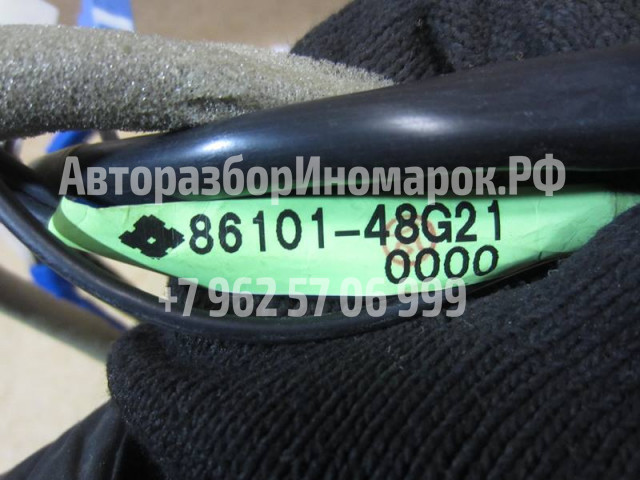 АвторазборИномарок.РФ
86101-48G21
0000
+7 962 57 06 999